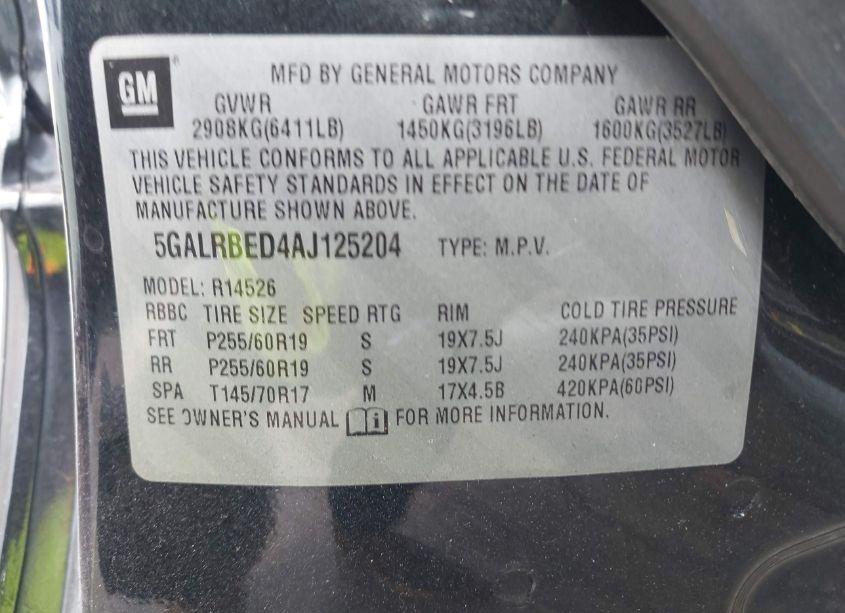 GM
MFD BY GENERAL MOTORS COMPANY
GVWR GAWR FRT GAWR RR
2908KG(6411LB) 1450KG(3196LB) 1600KG(3527LB)
THIS VEHICLE CONFORMS TO ALL APPLICABLE U.S. FEDERAL MOTOR
VEHICLE SAFETY STANDARDS IN EFFECT ON THE DATE OF
MANUFACTURE SHOWN ABOVE.
5GALRBED4AJ125204 TYPE: M.P.V.
MODEL: R14526
RBBC TIRE SIZE SPEED RTG RIM COLD TIRE PRESSURE
FRT P255/60R19 S 19X7.5J 240KPA(35PSI)
RR P255/60R19 S 19X7.5J 240KPA(35PSI)
SPA T145/70R17 M 17X4.5B 420KPA(60PSI)
SEE OWNER'S MANUAL i FOR MORE INFORMATION.